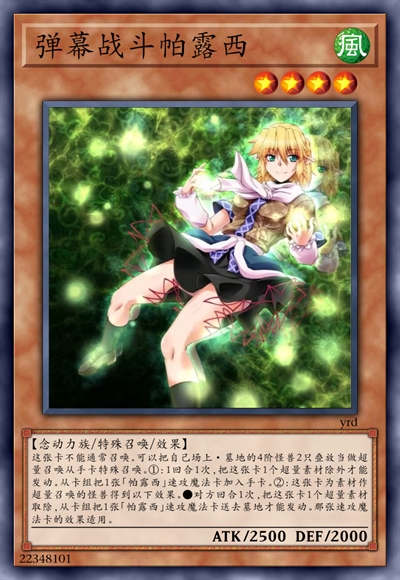 弹幕战斗帕露西
風
yrd
【念动力族/特殊召唤/效果】
这张卡不能通常召唤。可以把自己场上・墓地的4阶怪兽2只叠放当做超
量召唤从手卡特殊召唤。①:1回合1次,把这张卡1个超量素材除外才能
发动。从卡组把1张「帕露西」速攻魔法卡加入手卡。②:这张卡为素材作
超量召唤的怪兽得到以下效果。●对方回合1次,把这张卡1个超量素材
取除,从卡组把1张「帕露西」速攻魔法卡送去墓地才能发动。那张速攻魔
法卡的效果适用。
ATK/2500 DEF/2000
22348101